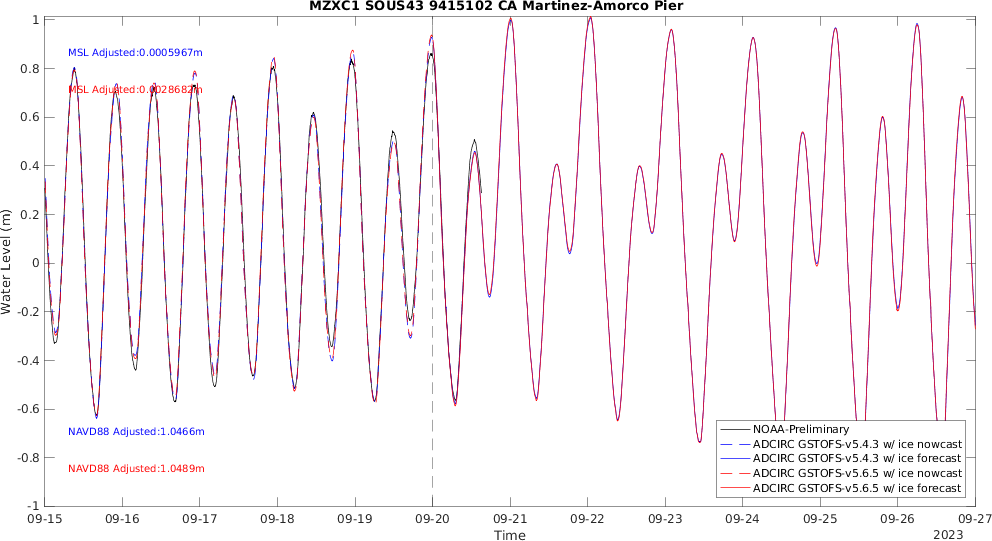 MZXC1 SOUS43 9415102 CA Martinez-Amorco Pier
MSL Adjusted:0.0005967m
MSL Adjusted:0.0028682m
NAVD88 Adjusted:1.0466m
NAVD88 Adjusted:1.0489m
Water Level (m)
1
0.8
0.6
0.4
0.2
0
-0.2
-0.4
-0.6
-0.8
-1
NOAA-Preliminary
ADCIRC GSTOFS-v5.4.3 w/ ice nowcast
ADCIRC GSTOFS-v5.4.3 w/ ice forecast
ADCIRC GSTOFS-v5.6.5 w/ ice nowcast
ADCIRC GSTOFS-v5.6.5 w/ ice forecast
09-15 09-16 09-17 09-18 09-19 09-20 09-21 09-22 09-23 09-24 09-25 09-26 09-27
Time
2023